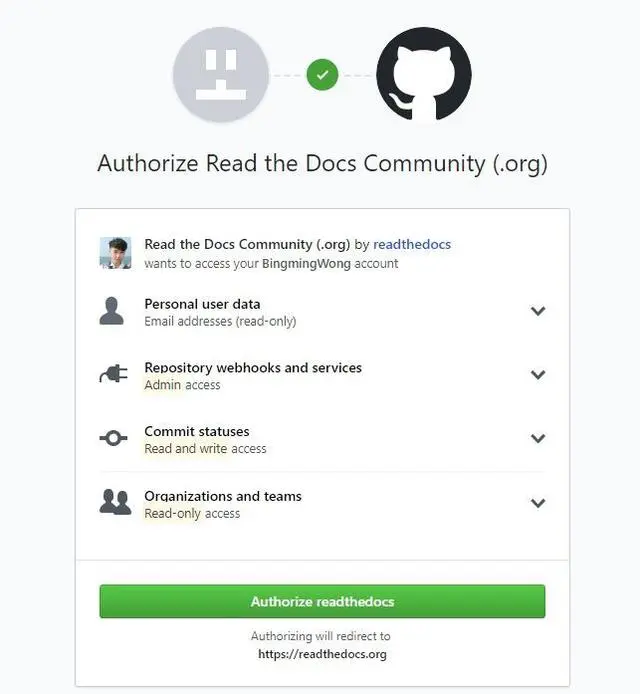 Authorize Read the Docs Community (.org)
Read the Docs Community (.org) by readthedocs
wants to access your BingmingWong account
Personal user data
Email addresses (read-only)
Repository webhooks and services
Admin access
Commit statuses
Read and write access
Organizations and teams
Read-only access
Authorize readthedocs
Authorizing will redirect to
https://readthedocs.org